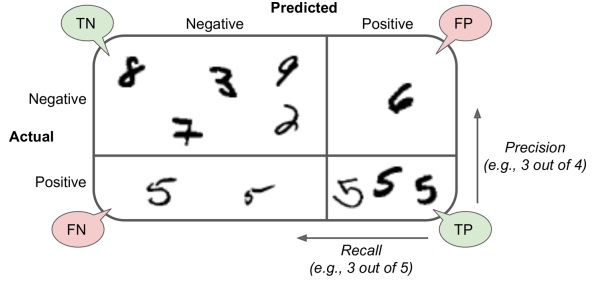 Predicted
TN Negative Positive FP
8 3 9 6
Negative
7 2
Actual
Precision
(e.g., 3 out of 4)
Positive 5 5 5 5 5
FN TP
Recall
(e.g., 3 out of 5)